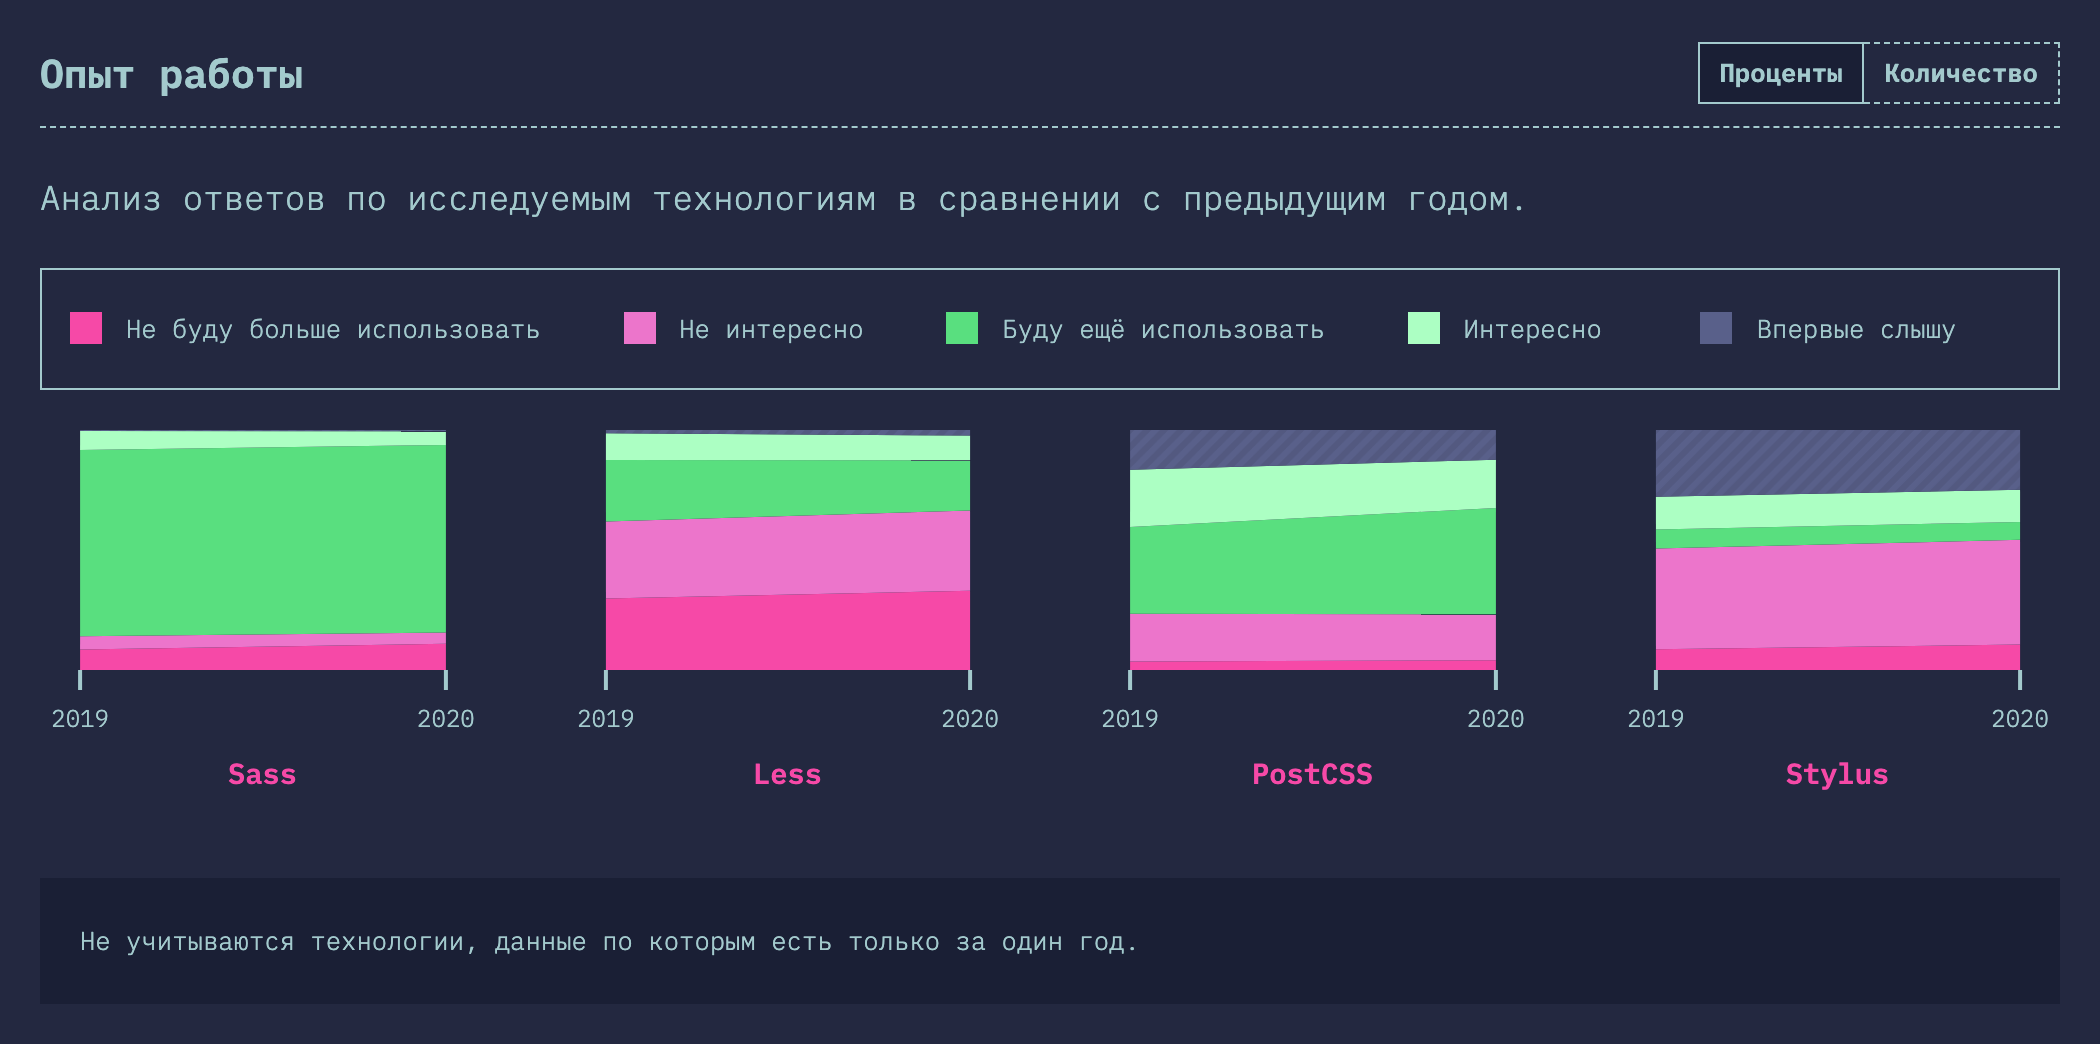 Опыт работы
Проценты Количество
Анализ ответов по исследуемым технологиям в сравнении с предыдущим годом.
Не буду больше использовать Не интересно Буду ещё использовать Интересно Впервые слышу
2019 2020 2019 2020 2019 2020 2019 2020
Sass Less PostCSS Stylus
Не учитываются технологии, данные по которым есть только за один год.